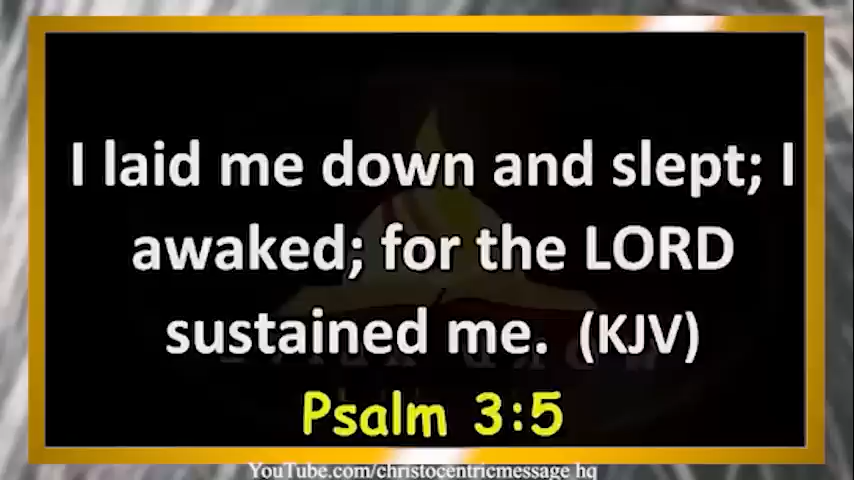 I laid me down and slept; I
awaked; for the LORD
sustained me. (KJV)
Psalm 3:5
YouTube.com/christocentricmessage hq